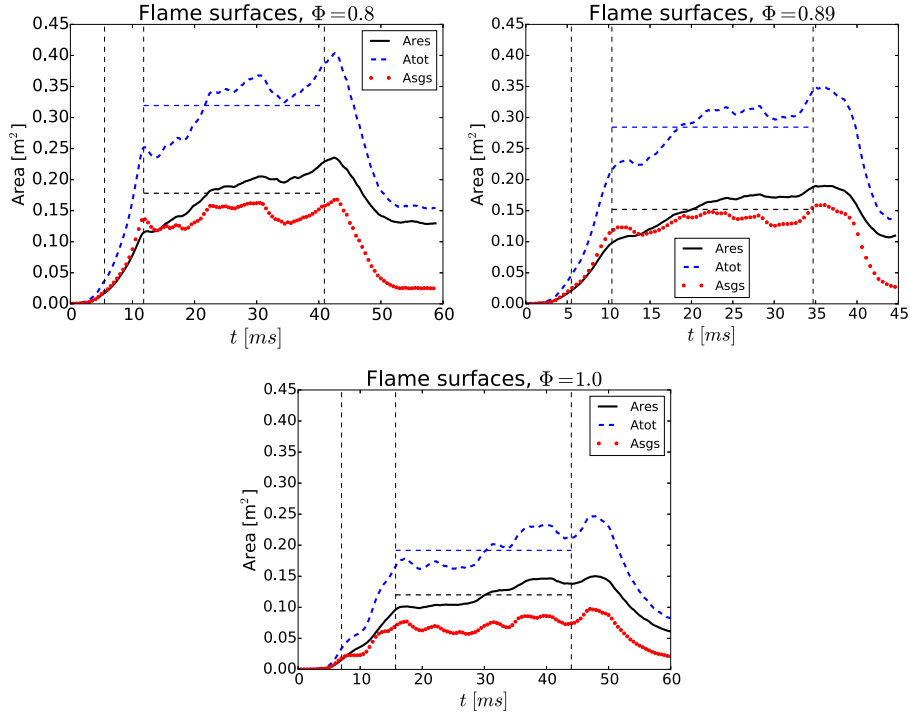 Flame surfaces, Φ=0.8
Area [m²]
0.45
0.40
0.35
0.30
0.25
0.20
0.15
0.10
0.05
0.00
0 10 20 30 40 50 60
t [ms]
Ares
Atot
Asgs
Flame surfaces, Φ=0.89
Area [m²]
0.45
0.40
0.35
0.30
0.25
0.20
0.15
0.10
0.05
0.00
0 5 10 15 20 25 30 35 40 45
t [ms]
Ares
Atot
Asgs
Flame surfaces, Φ=1.0
Area [m²]
0.45
0.40
0.35
0.30
0.25
0.20
0.15
0.10
0.05
0.00
0 10 20 30 40 50 60
t [ms]
Ares
Atot
Asgs